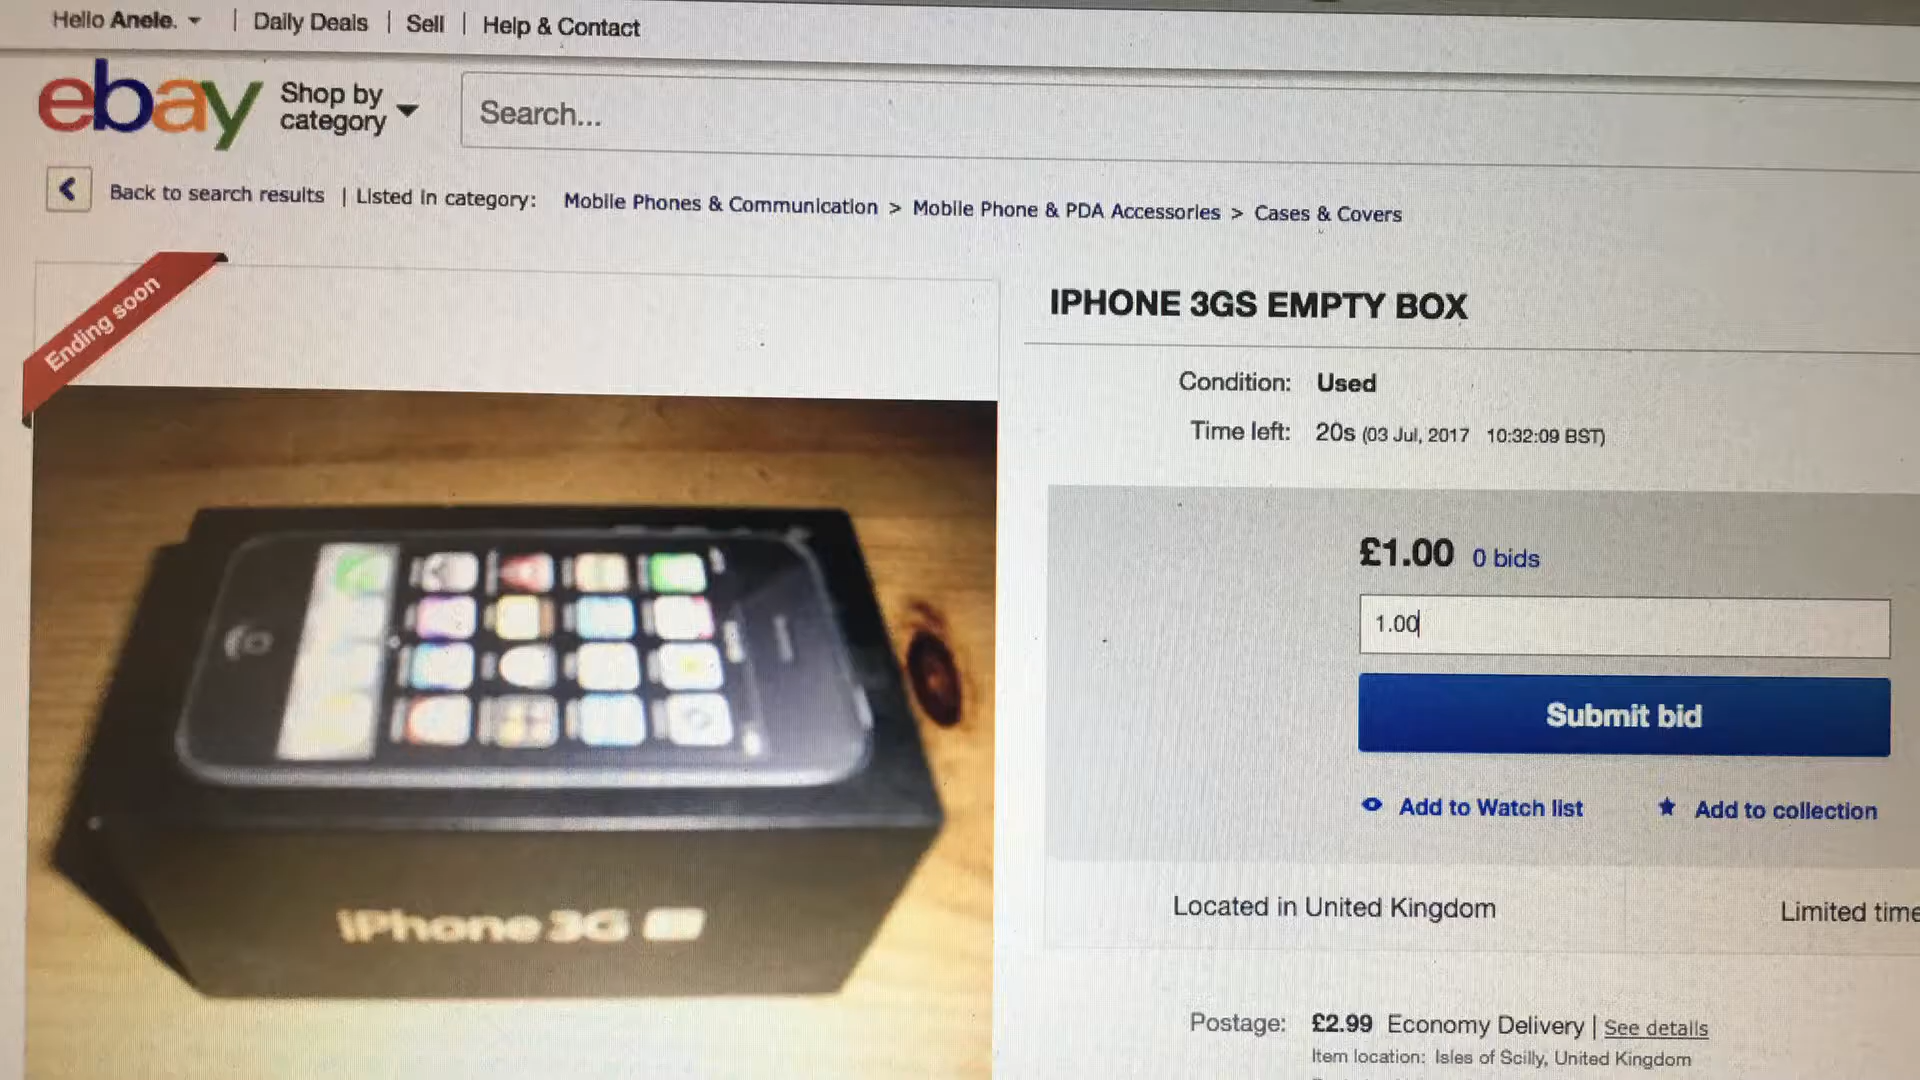 Hello Anele.
Daily Deals
Sell
Help & Contact
ebay
Shop by
category
Search...
Back to search results | Listed in category: Mobile Phones & Communication > Mobile Phone & PDA Accessories > Cases & Covers
Ending soon
IPHONE 3GS EMPTY BOX
Condition: Used
Time left: 20s (03 Jul, 2017 10:32:09 BST)
£1.00 0 bids
1.00
Submit bid
Add to Watch list
Add to collection
iPhone 3G
Located in United Kingdom
Limited time
Postage: £2.99 Economy Delivery | See details
Item location: Isles of Scilly, United Kingdom